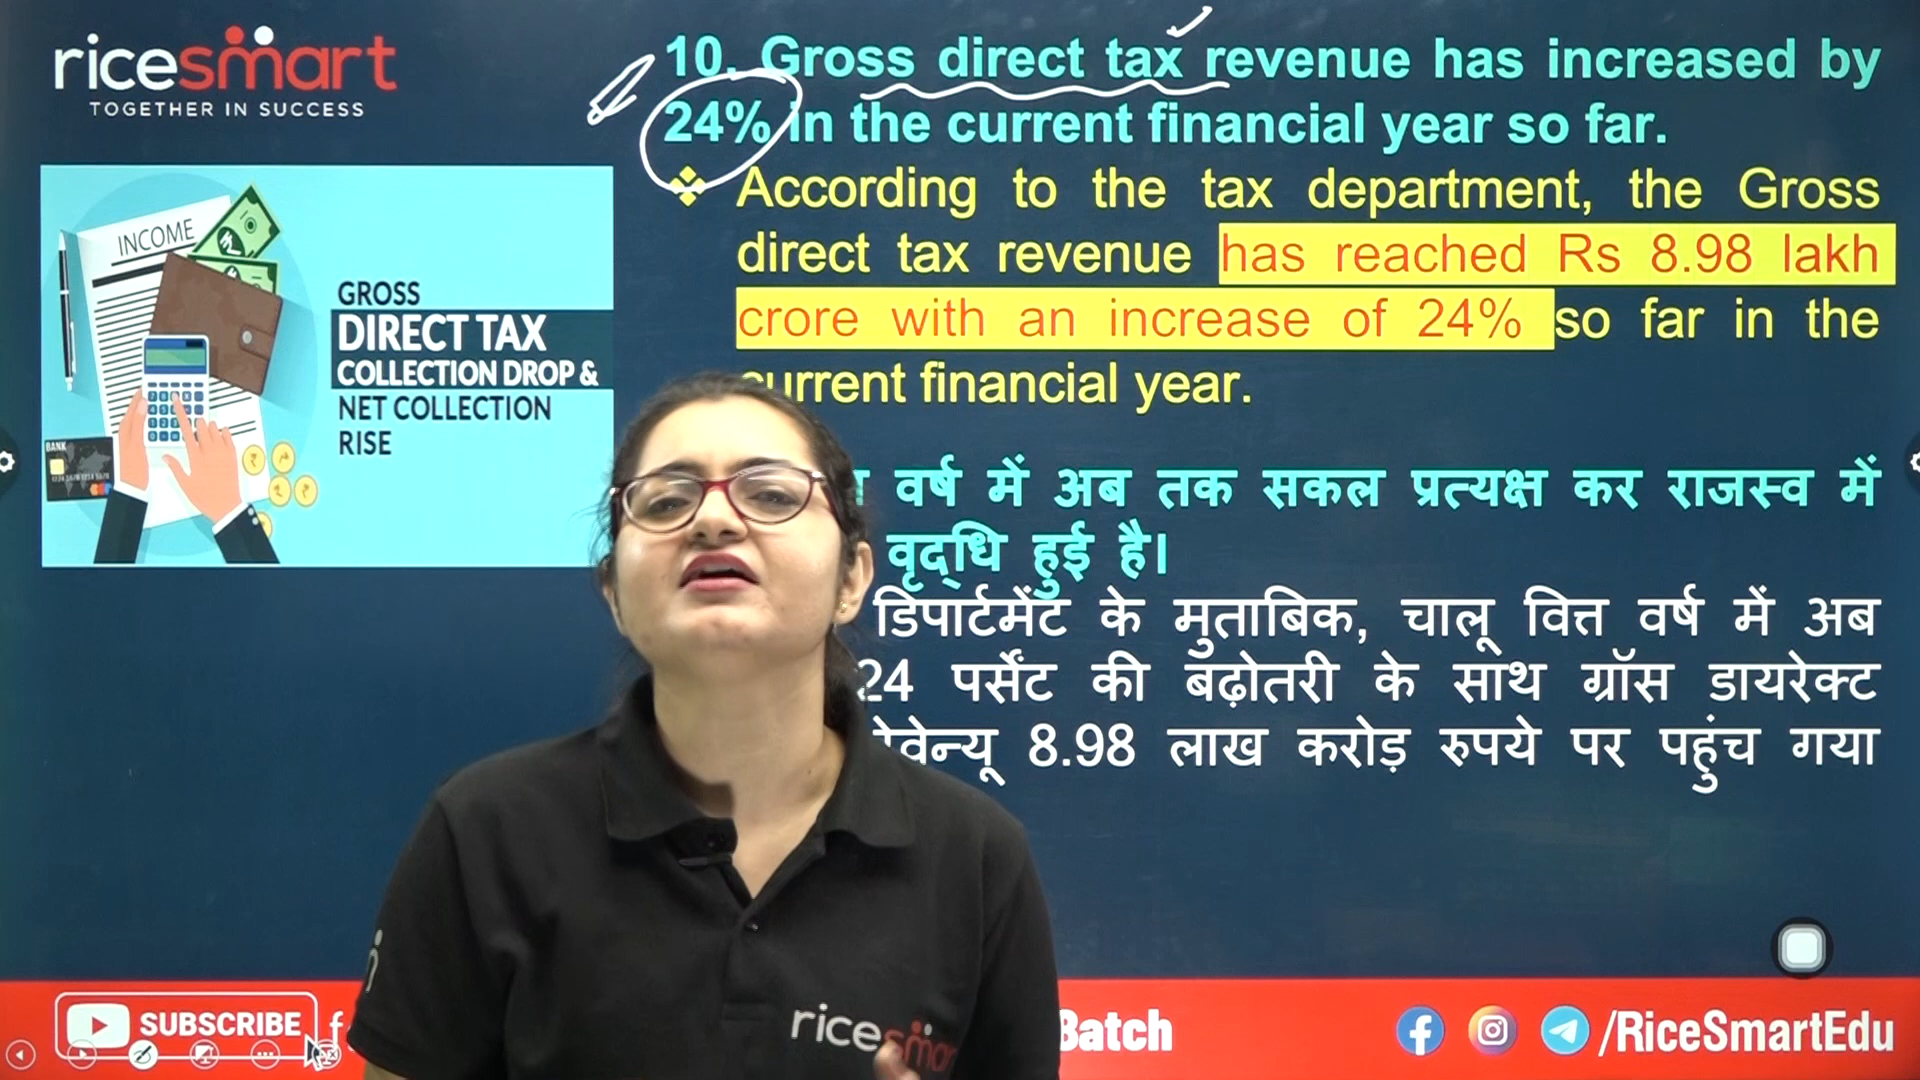 ricesmart
TOGETHER IN SUCCESS
10. Gross direct tax revenue has increased by
24% in the current financial year so far.
According to the tax department, the Gross
direct tax revenue has reached Rs 8.98 lakh
crore with an increase of 24% so far in the
current financial year.
INCOME
BANK
GROSS
DIRECT TAX
COLLECTION DROP &
NET COLLECTION
RISE
वर्ष में अब तक सकल प्रत्यक्ष कर राजस्व में
वृद्धि हुई है।
डिपार्टमेंट के मुताबिक, चालू वित्त वर्ष में अब
24 पर्सेंट की बढ़ोतरी के साथ ग्रॉस डायरेक्ट
रेवेन्यू 8.98 लाख करोड़ रुपये पर पहुंच गया
ricesmart
SUBSCRIBE
Batch
/RiceSmartEdu